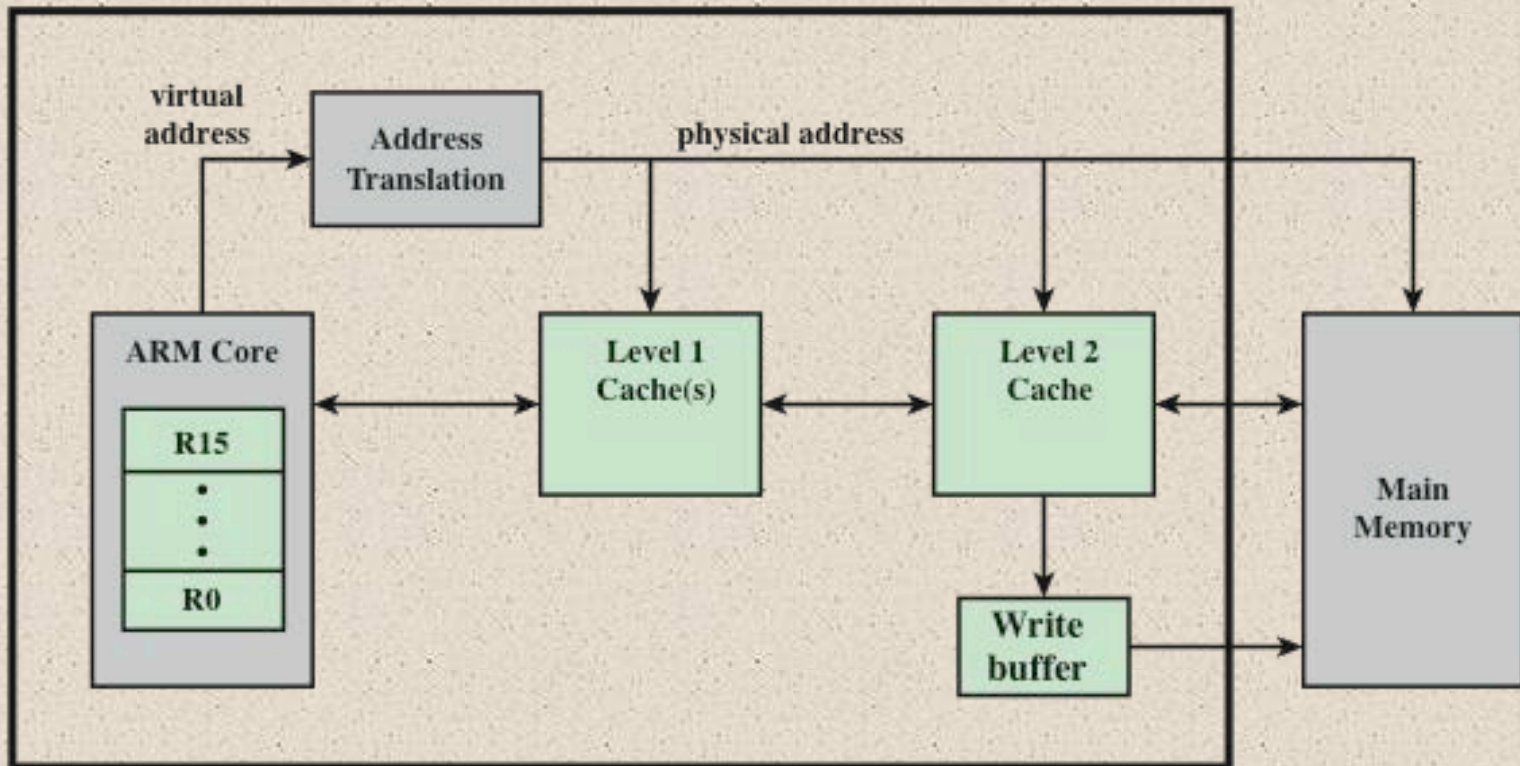 virtual
address
Address
Translation
physical address
ARM Core
R15
R0
Level 1
Cache(s)
Level 2
Cache
Write
buffer
Main
Memory